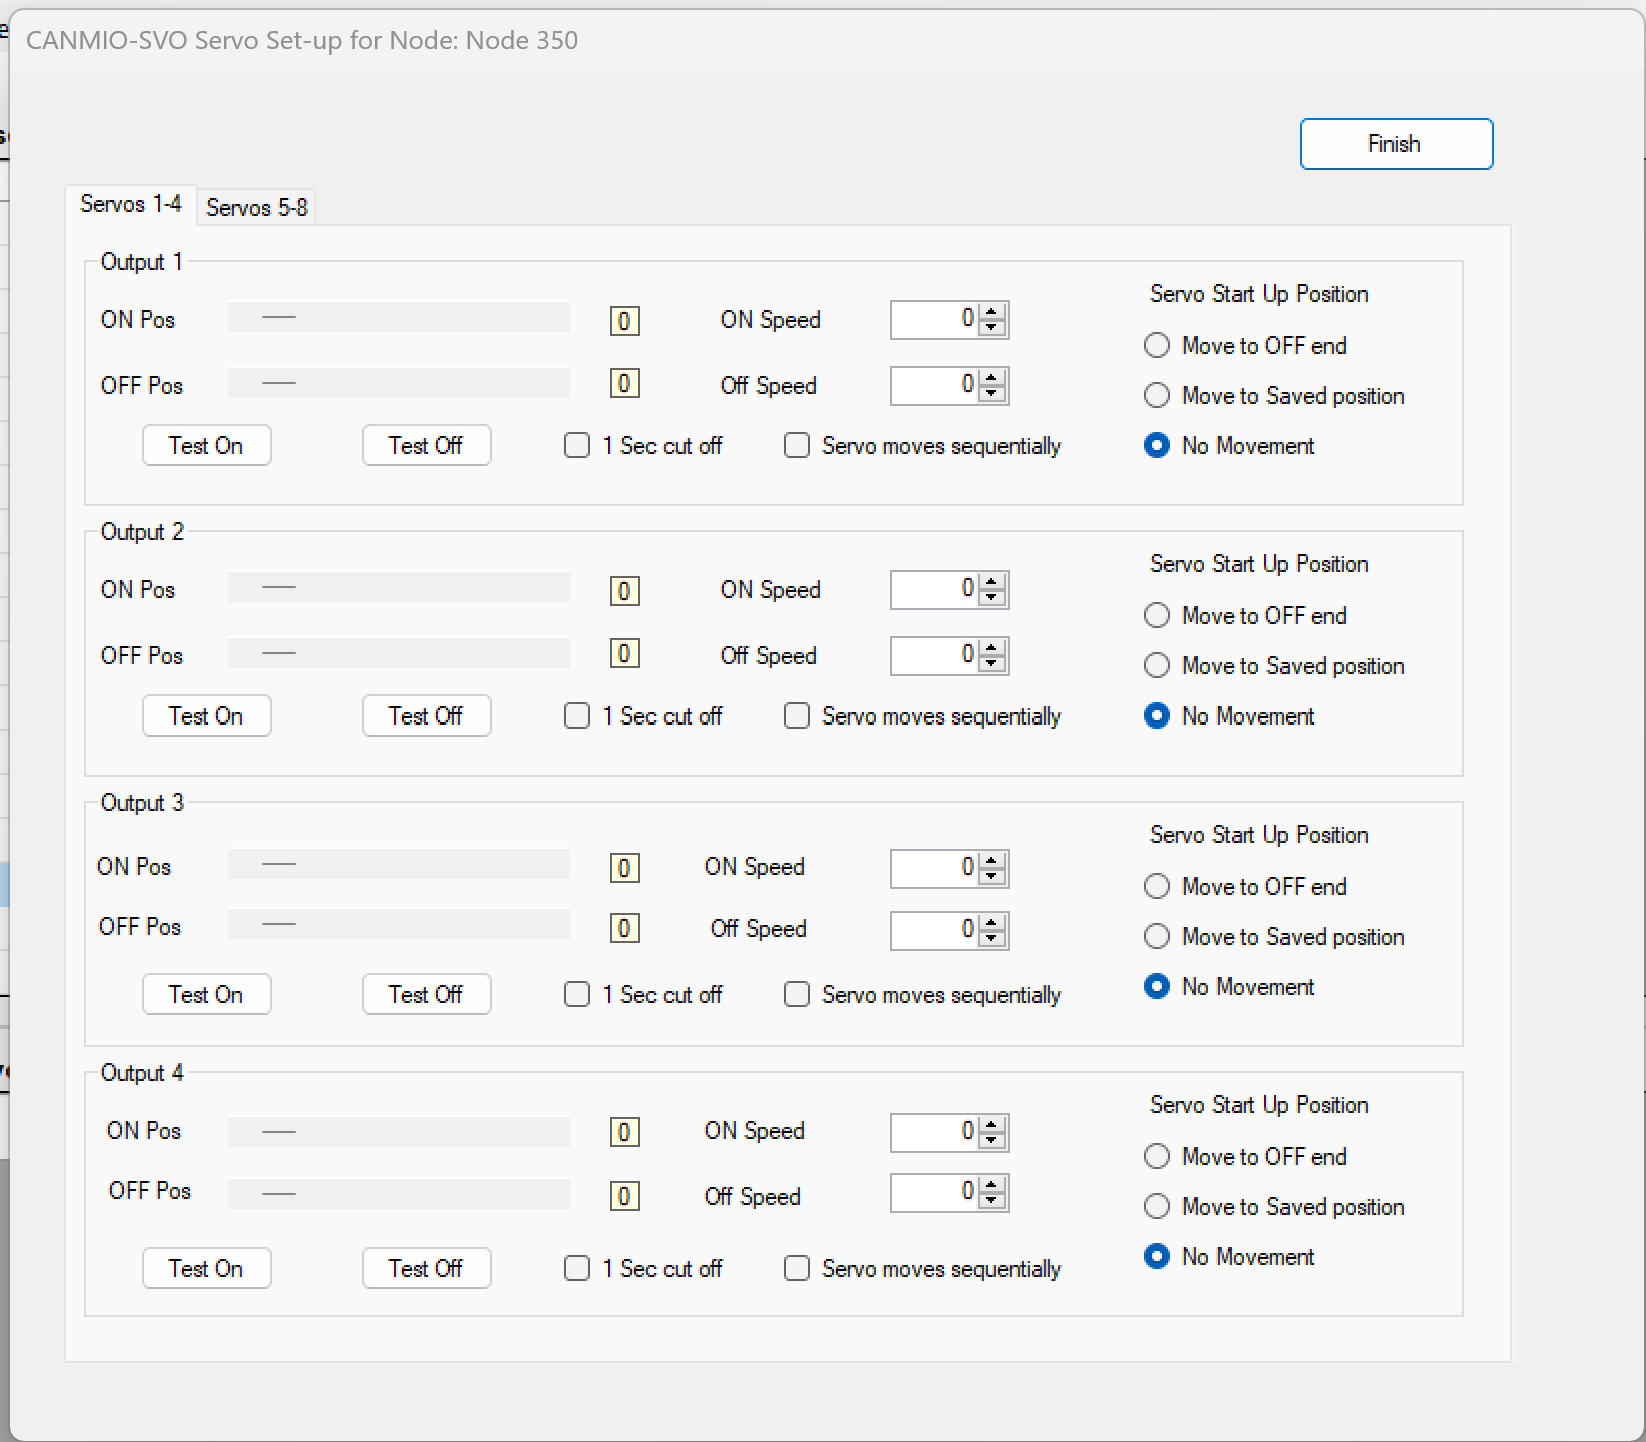 CANMIO-SVO Servo Set-up for Node: Node 350
Finish
Servos 1-4 Servos 5-8
Output 1
Servo Start Up Position
ON Pos 0 ON Speed 0
Move to OFF end
OFF Pos 0 Off Speed 0
Move to Saved position
Test On Test Off 1 Sec cut off Servo moves sequentially No Movement
Output 2
Servo Start Up Position
ON Pos 0 ON Speed 0
Move to OFF end
OFF Pos 0 Off Speed 0
Move to Saved position
Test On Test Off 1 Sec cut off Servo moves sequentially No Movement
Output 3
Servo Start Up Position
ON Pos 0 ON Speed 0
Move to OFF end
OFF Pos 0 Off Speed 0
Move to Saved position
Test On Test Off 1 Sec cut off Servo moves sequentially No Movement
Output 4
Servo Start Up Position
ON Pos 0 ON Speed 0
Move to OFF end
OFF Pos 0 Off Speed 0
Move to Saved position
Test On Test Off 1 Sec cut off Servo moves sequentially No Movement